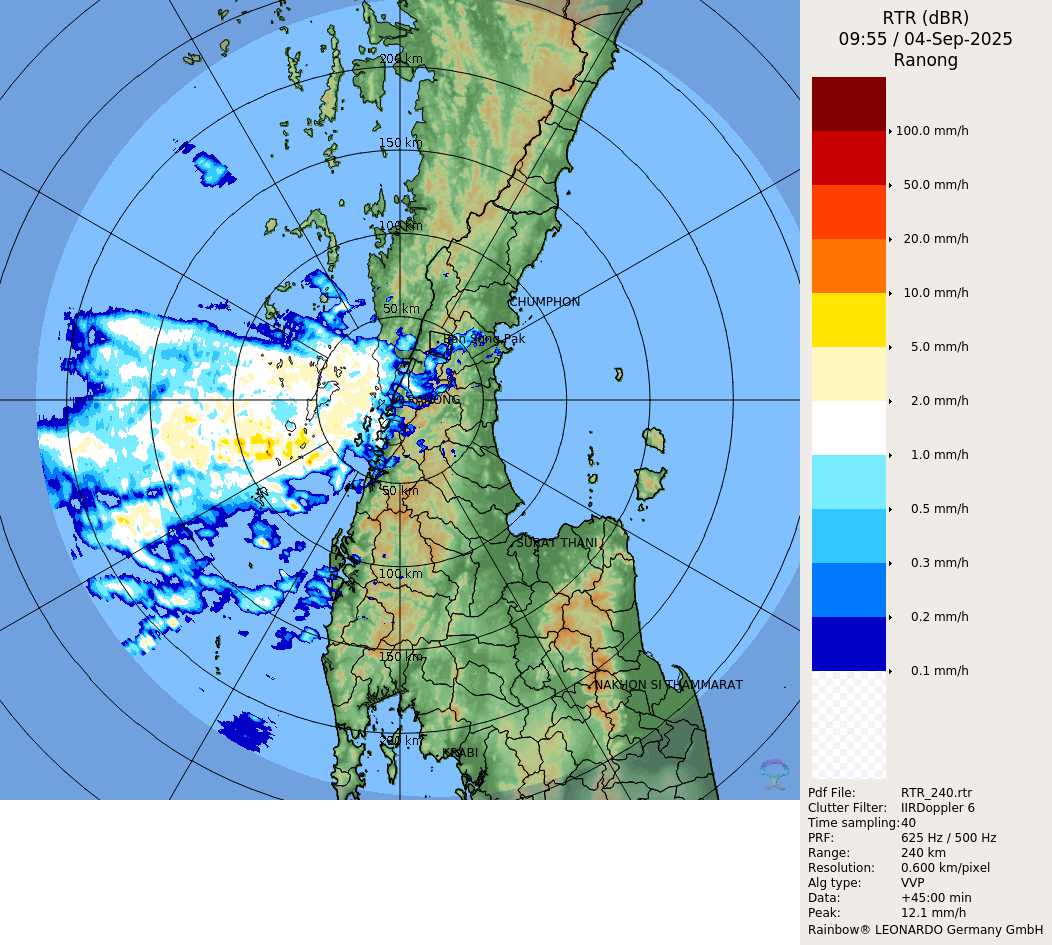 RTR (dBR)
09:55 / 04-Sep-2025
Ranong
200 km
150 km
100 km
50 km
CHUMPHON
Ban Song Pak
RANONG
50 km
SURAT THANI
100 km
150 km
NAKHON SI THAMMARAT
200 km
KRABI
100.0 mm/h
50.0 mm/h
20.0 mm/h
10.0 mm/h
5.0 mm/h
2.0 mm/h
1.0 mm/h
0.5 mm/h
0.3 mm/h
0.2 mm/h
0.1 mm/h
Pdf File: RTR_240.rtr
Clutter Filter: IIRDoppler 6
Time sampling:40
PRF: 625 Hz / 500 Hz
Range: 240 km
Resolution: 0.600 km/pixel
Alg type: VVP
Data: +45:00 min
Peak: 12.1 mm/h
Rainbow® LEONARDO Germany GmbH